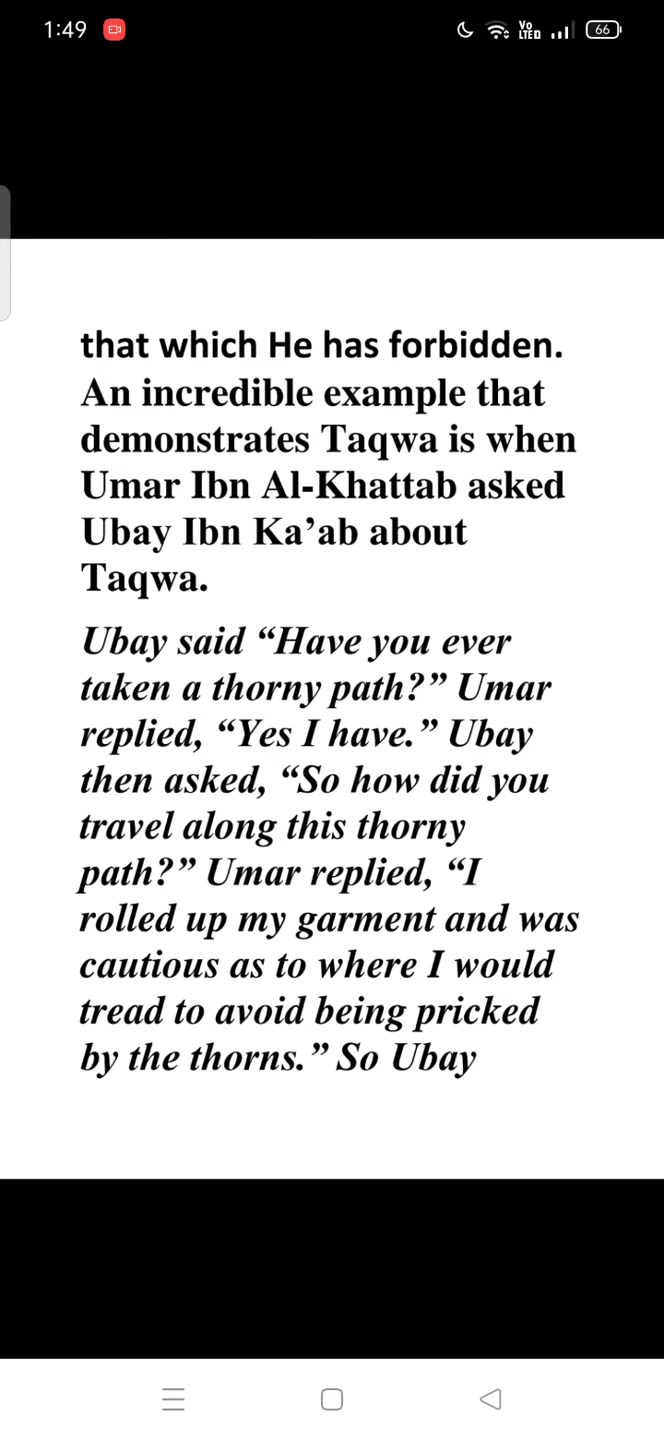 1:49
Vo
LTE
66
that which He has forbidden.
An incredible example that
demonstrates Taqwa is when
Umar Ibn Al-Khattab asked
Ubay Ibn Ka’ab about
Taqwa.
Ubay said “Have you ever
taken a thorny path?” Umar
replied, “Yes I have.” Ubay
then asked, “So how did you
travel along this thorny
path?” Umar replied, “I
rolled up my garment and was
cautious as to where I would
tread to avoid being pricked
by the thorns.” So Ubay